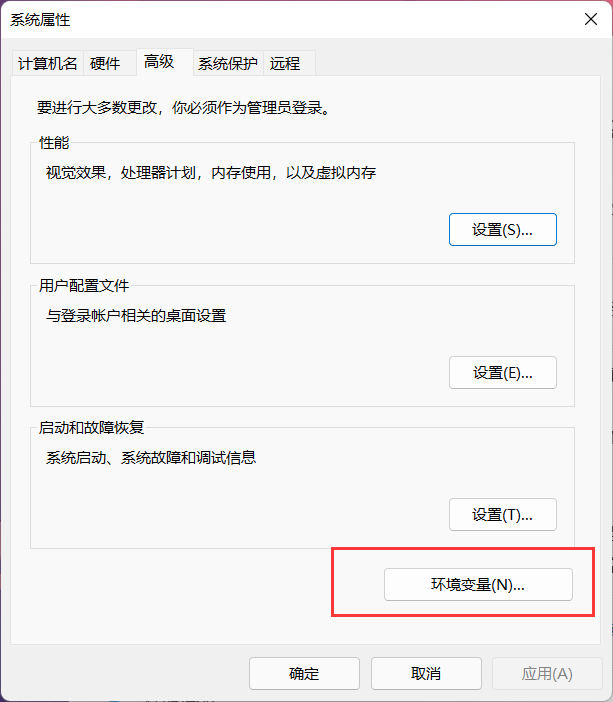 系统属性
计算机名 硬件 高级 系统保护 远程
要进行大多数更改，你必须作为管理员登录。
性能
视觉效果，处理器计划，内存使用，以及虚拟内存
设置(S)...
用户配置文件
与登录帐户相关的桌面设置
设置(E)...
启动和故障恢复
系统启动、系统故障和调试信息
设置(T)...
环境变量(N)...
确定 取消 应用(A)